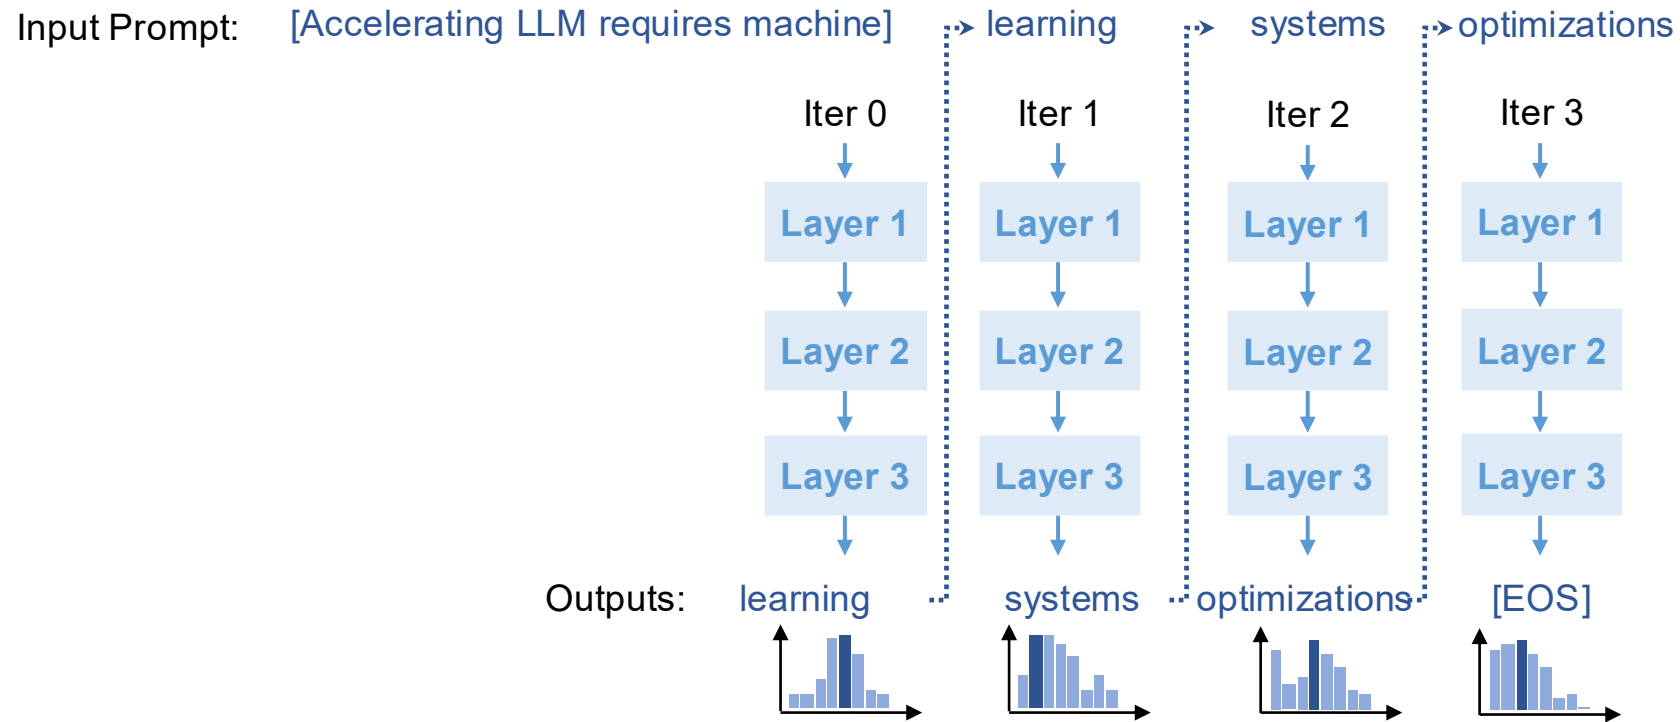 Input Prompt: [Accelerating LLM requires machine] learning systems optimizations
Iter 0 Iter 1 Iter 2 Iter 3
Layer 1 Layer 1 Layer 1 Layer 1
Layer 2 Layer 2 Layer 2 Layer 2
Layer 3 Layer 3 Layer 3 Layer 3
Outputs: learning systems optimizations [EOS]